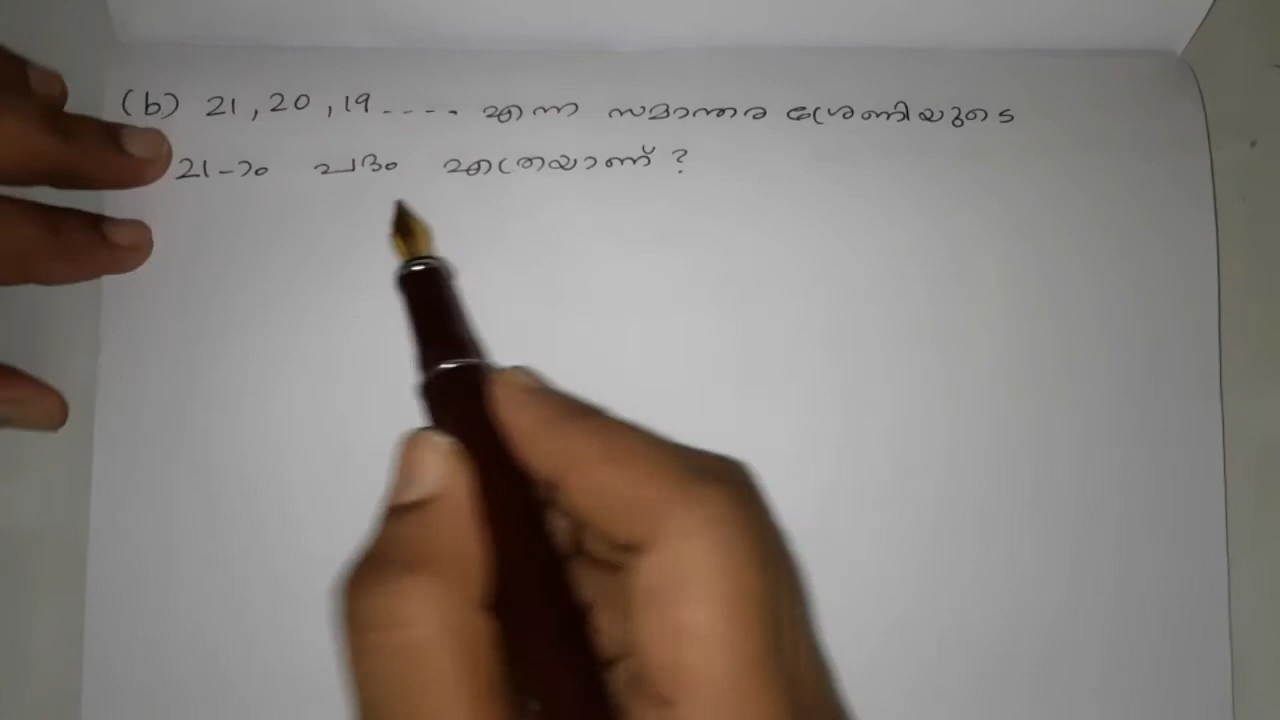 (b) 21, 20, 19 ---- എന്ന സമാന്തര ശ്രേണിയുടെ
21-ാം പദം എത്രയാണ് ?